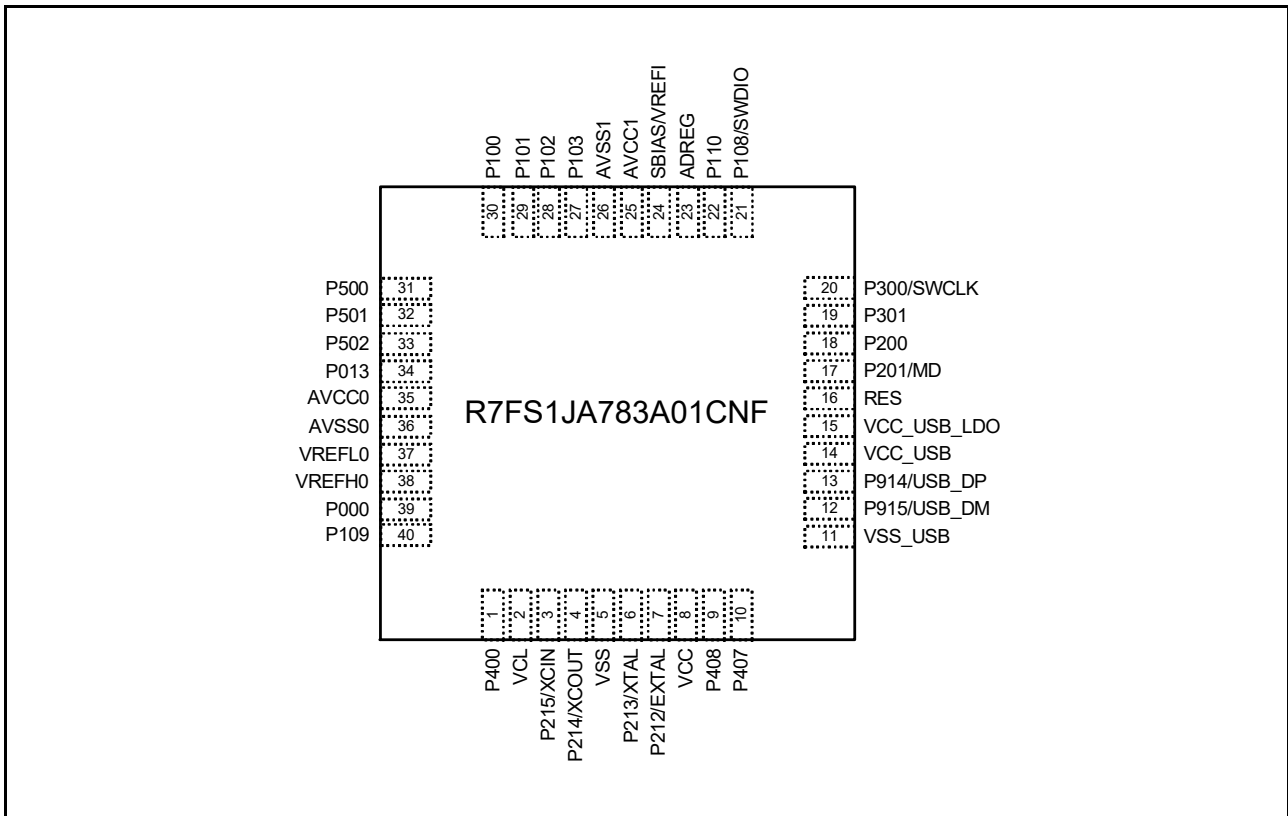 P100
P101
P102
P103
AVSS1
AVCC1
SBIAS/VREFI
ADREG
P110
P108/SWDIO
30
29
28
27
26
25
24
23
22
21
P500 31
P501 32
P502 33
P013 34
AVCC0 35
AVSS0 36
VREFL0 37
VREFH0 38
P000 39
P109 40
R7FS1JA783A01CNF
20 P300/SWCLK
19 P301
18 P200
17 P201/MD
16 RES
15 VCC_USB_LDO
14 VCC_USB
13 P914/USB_DP
12 P915/USB_DM
11 VSS_USB
1
2
3
4
5
6
7
8
9
10
P400
VCL
P215/XCIN
P214/XCOUT
VSS
P213/XTAL
P212/EXTAL
VCC
P408
P407